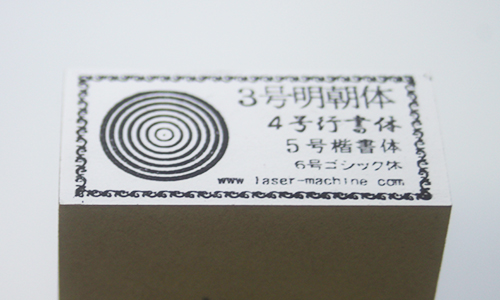 3号明朝体
4号行書体
5号楷書体
6号ゴシック体
www laser-machine com